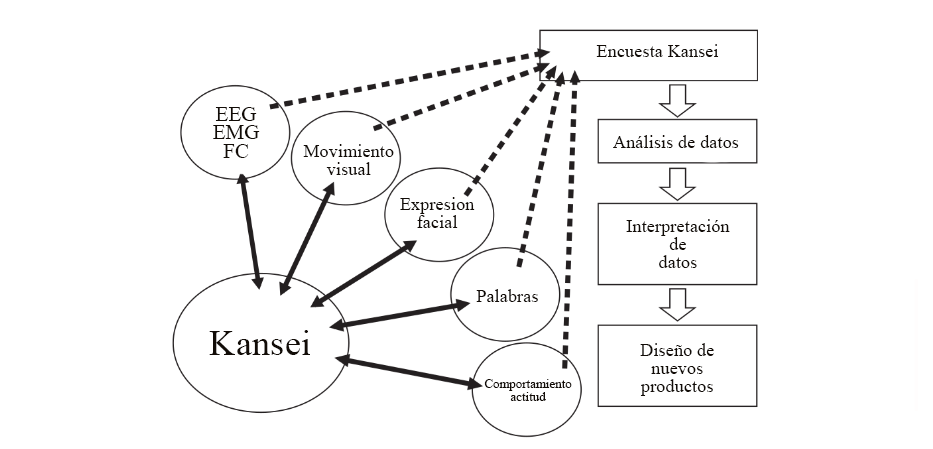 Encuesta Kansei
EEG
EMG
FC
Movimiento
visual
Análisis de datos
Expresion
facial
Interpretación
de
datos
Palabras
Kansei
Diseño de
nuevos
productos
Comportamiento
actitud